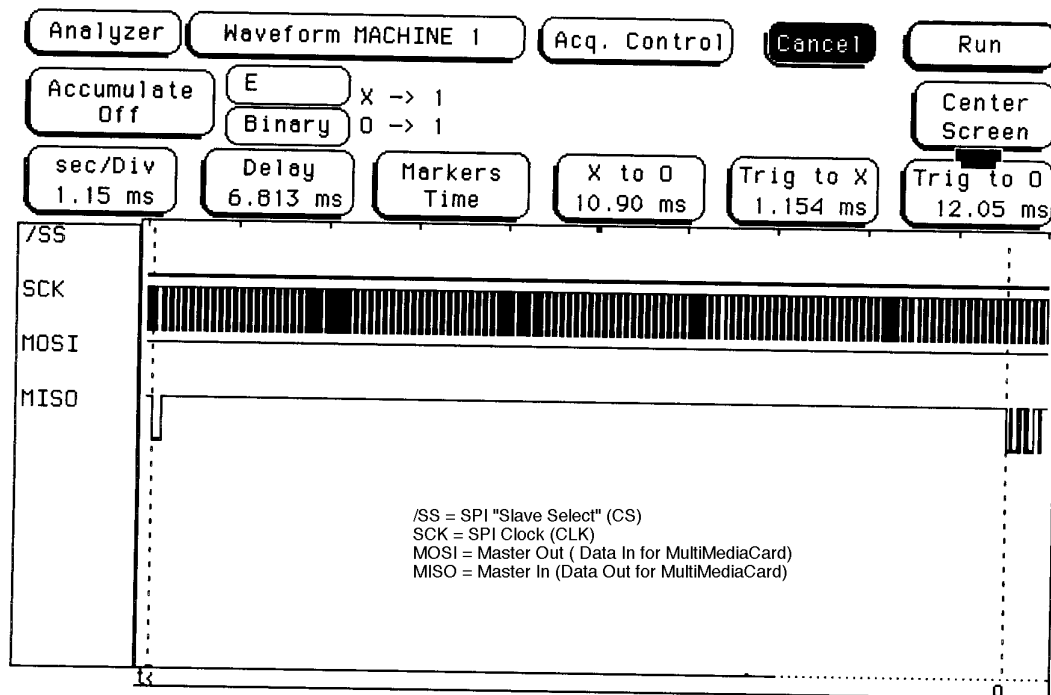 Analyzer Waveform MACHINE 1 Acq. Control Cancel Run
Accumulate Off
E
Binary
X -> 1
O -> 1
Center Screen
sec/Div
1.15 ms
Delay
6.813 ms
Markers
Time
X to O
10.90 ms
Trig to X
1.154 ms
Trig to O
12.05 ms
/SS
SCK
MOSI
MISO
/SS = SPI "Slave Select" (CS)
SCK = SPI Clock (CLK)
MOSI = Master Out ( Data In for MultiMediaCard)
MISO = Master In (Data Out for MultiMediaCard)